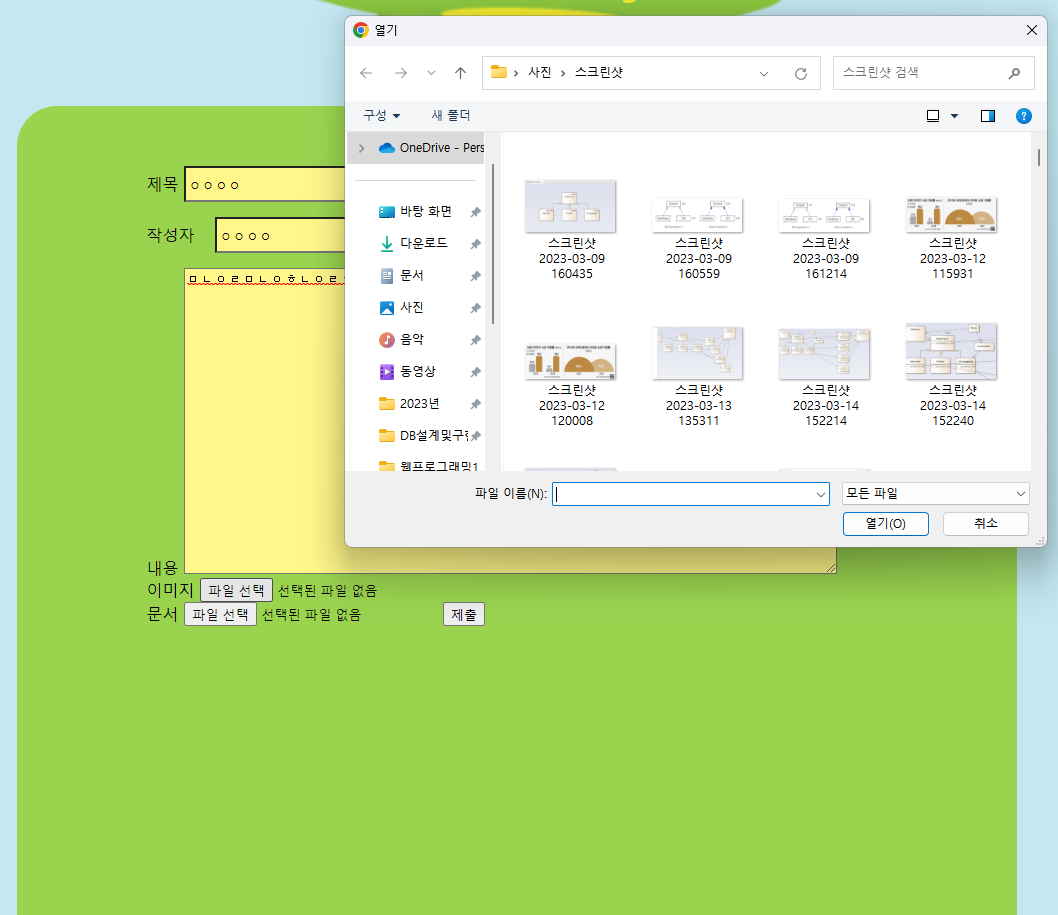 열기
사진 > 스크린샷
스크린샷 검색
구성
새 폴더
OneDrive - Pers
바탕 화면
다운로드
문서
사진
음악
동영상
2023년
DB설계및구현
웹프로그래밍1
스크린샷
2023-03-09
160435
스크린샷
2023-03-09
160559
스크린샷
2023-03-09
161214
스크린샷
2023-03-12
115931
스크린샷
2023-03-12
120008
스크린샷
2023-03-13
135311
스크린샷
2023-03-14
152214
스크린샷
2023-03-14
152240
파일 이름(N):
모든 파일
열기(O)
취소
제목 ㅇㅇㅇㅇ
작성자 ㅇㅇㅇㅇ
ㅁㄴㅇㄹㅁㄴㅇㅎㄴㅇㄹ
내용
이미지 파일 선택 선택된 파일 없음
문서 파일 선택 선택된 파일 없음 제출